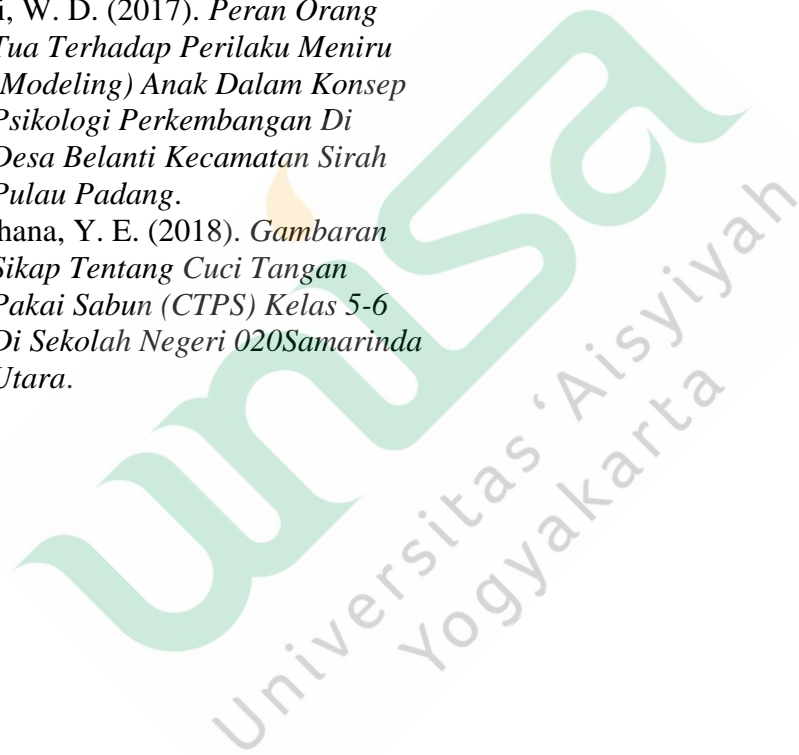 i, W. D. (2017). Peran Orang
Tua Terhadap Perilaku Meniru
(Modeling) Anak Dalam Konsep
Psikologi Perkembangan Di
Desa Belanti Kecamatan Sirah
Pulau Padang.
hana, Y. E. (2018). Gambaran
Sikap Tentang Cuci Tangan
Pakai Sabun (CTPS) Kelas 5-6
Di Sekolah Negeri 020Samarinda
Utara.
unisa
Universitas ‘Aisyiyah
Yogyakarta